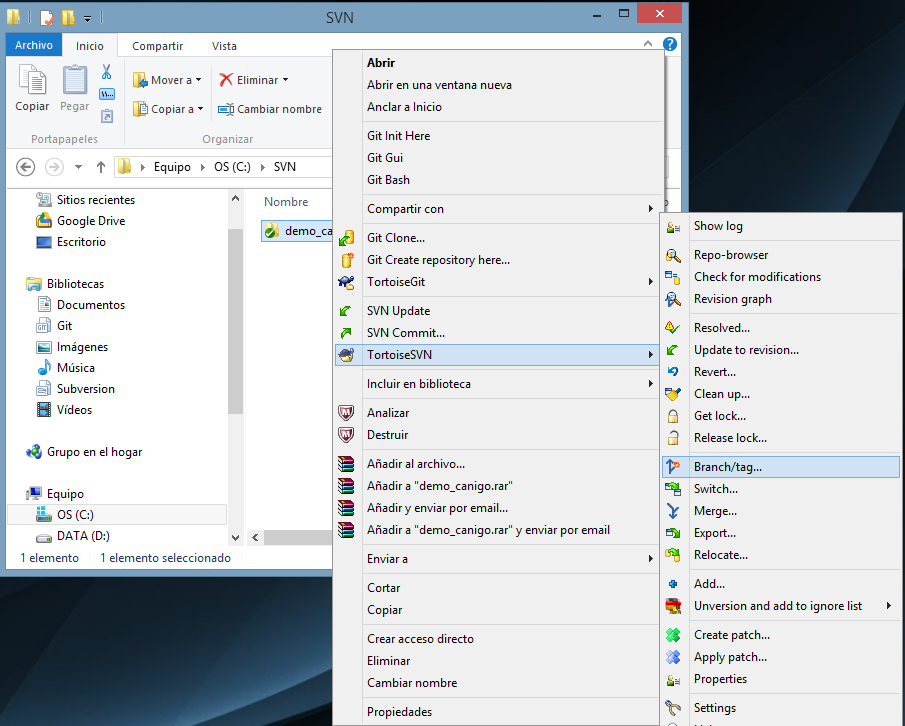 SVN
Archivo Inicio Compartir Vista
Copiar
Pegar
Mover a
Copiar a
Eliminar
Cambiar nombre
Portapapeles
Organizar
Equipo OS (C:) SVN
Sitios recientes
Google Drive
Escritorio
Bibliotecas
Documentos
Git
Imágenes
Música
Subversion
Vídeos
Grupo en el hogar
Equipo
OS (C:)
DATA (D:)
Nombre
demo_ca
1 elemento 1 elemento seleccionado
Abrir
Abrir en una ventana nueva
Anclar a Inicio
Git Init Here
Git Gui
Git Bash
Compartir con
Git Clone...
Git Create repository here...
TortoiseGit
SVN Update
SVN Commit...
TortoiseSVN
Incluir en biblioteca
Analizar
Destruir
Añadir al archivo...
Añadir a "demo_canigo.rar"
Añadir y enviar por email...
Añadir a "demo_canigo.rar" y enviar por email
Enviar a
Cortar
Copiar
Crear acceso directo
Eliminar
Cambiar nombre
Propiedades
Show log
Repo-browser
Check for modifications
Revision graph
Resolved...
Update to revision...
Revert...
Clean up...
Get lock...
Release lock...
Branch/tag...
Switch...
Merge...
Export...
Relocate...
Add...
Unversion and add to ignore list
Create patch...
Apply patch...
Properties
Settings